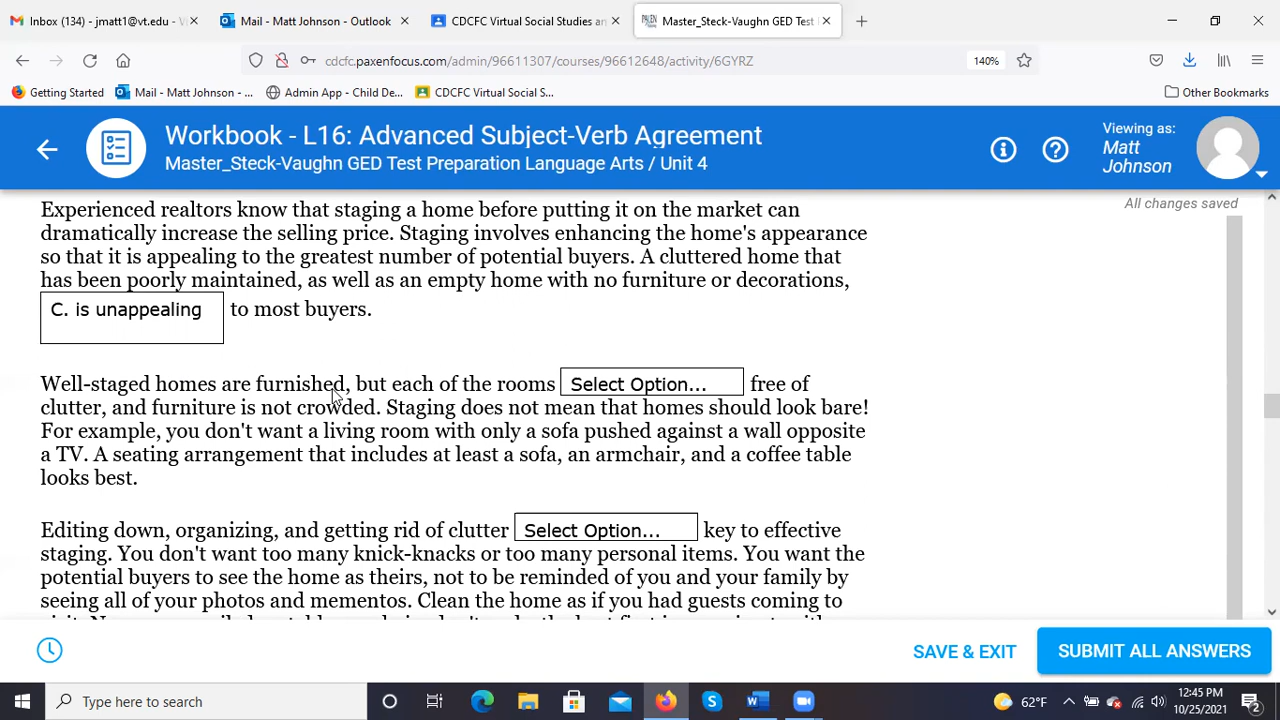 Inbox (134) - jmatt1@vt.edu - V
Mail - Matt Johnson - Outlook
CDCFC Virtual Social Studies an
PAXEN
Master_Steck-Vaughn GED Test
cdcfc.paxenfocus.com/admin/96611307/courses/96612648/activity/6GYRZ
140%
Getting Started
Mail - Matt Johnson - ...
Admin App - Child De...
CDCFC Virtual Social S...
Other Bookmarks
Workbook - L16: Advanced Subject-Verb Agreement
Master_Steck-Vaughn GED Test Preparation Language Arts / Unit 4
Viewing as:
Matt
Johnson
All changes saved
Experienced realtors know that staging a home before putting it on the market can
dramatically increase the selling price. Staging involves enhancing the home's appearance
so that it is appealing to the greatest number of potential buyers. A cluttered home that
has been poorly maintained, as well as an empty home with no furniture or decorations,
C. is unappealing to most buyers.
Well-staged homes are furnished, but each of the rooms Select Option... free of
clutter, and furniture is not crowded. Staging does not mean that homes should look bare!
For example, you don't want a living room with only a sofa pushed against a wall opposite
a TV. A seating arrangement that includes at least a sofa, an armchair, and a coffee table
looks best.
Editing down, organizing, and getting rid of clutter Select Option... key to effective
staging. You don't want too many knick-knacks or too many personal items. You want the
potential buyers to see the home as theirs, not to be reminded of you and your family by
seeing all of your photos and mementos. Clean the home as if you had guests coming to
SAVE & EXIT
SUBMIT ALL ANSWERS
Type here to search
62°F
12:45 PM
10/25/2021
2